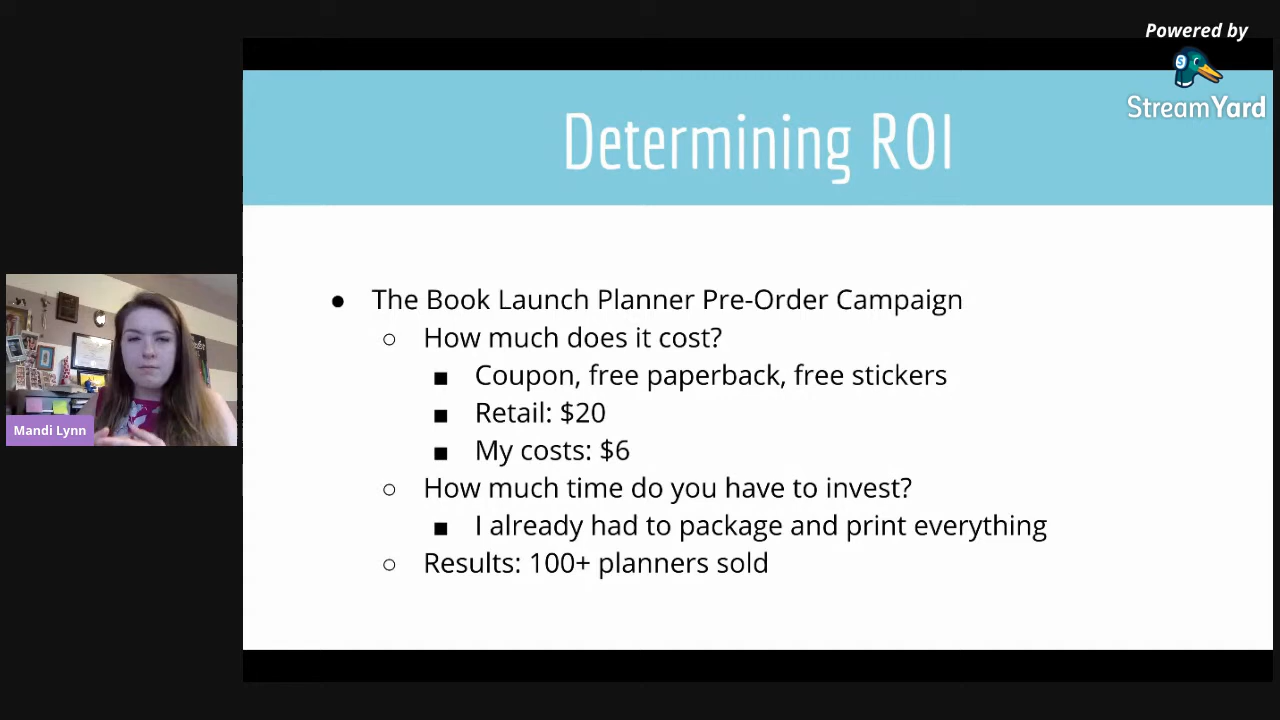 Powered by
StreamYard
Determining ROI
● The Book Launch Planner Pre-Order Campaign
○ How much does it cost?
■ Coupon, free paperback, free stickers
■ Retail: $20
■ My costs: $6
○ How much time do you have to invest?
■ I already had to package and print everything
○ Results: 100+ planners sold
Mandi Lynn